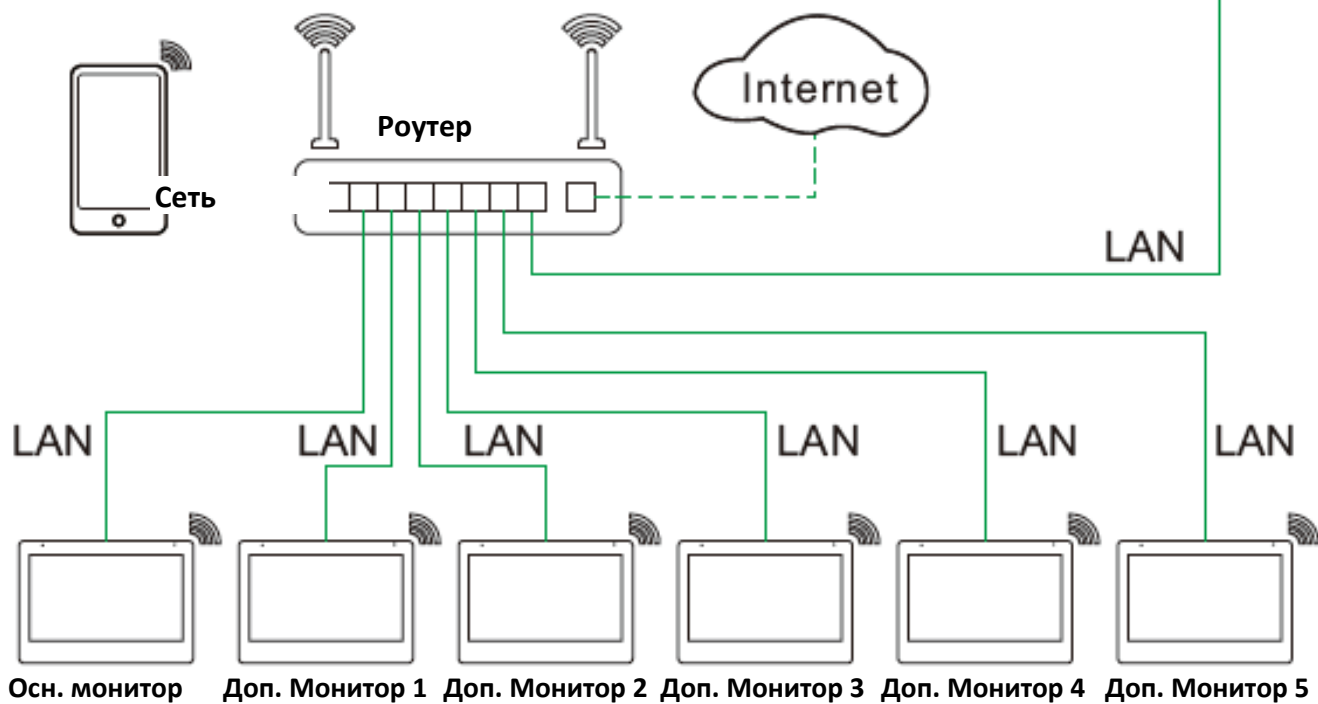 Internet
Роутер
Сеть
LAN
LAN
LAN
LAN
LAN
LAN
LAN
Осн. монитор
Доп. Монитор 1
Доп. Монитор 2
Доп. Монитор 3
Доп. Монитор 4
Доп. Монитор 5